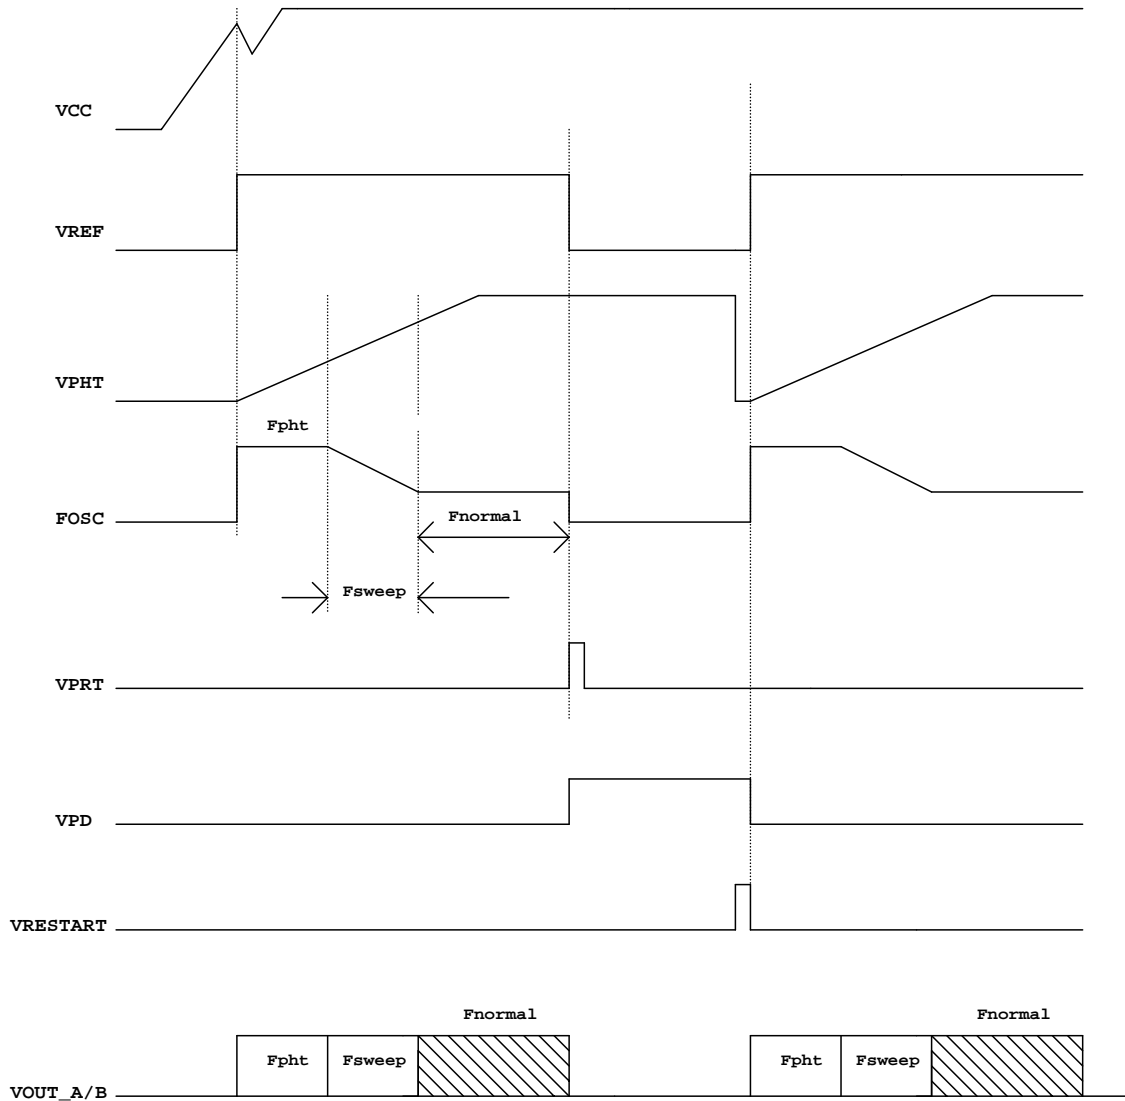 VCC
VREF
VPHT
Fpht
FOSC
Fnormal
Fsweep
VPRT
VPD
VRESTART
Fnormal Fnormal
Fpht Fsweep Fpht Fsweep
VOUT_A/B